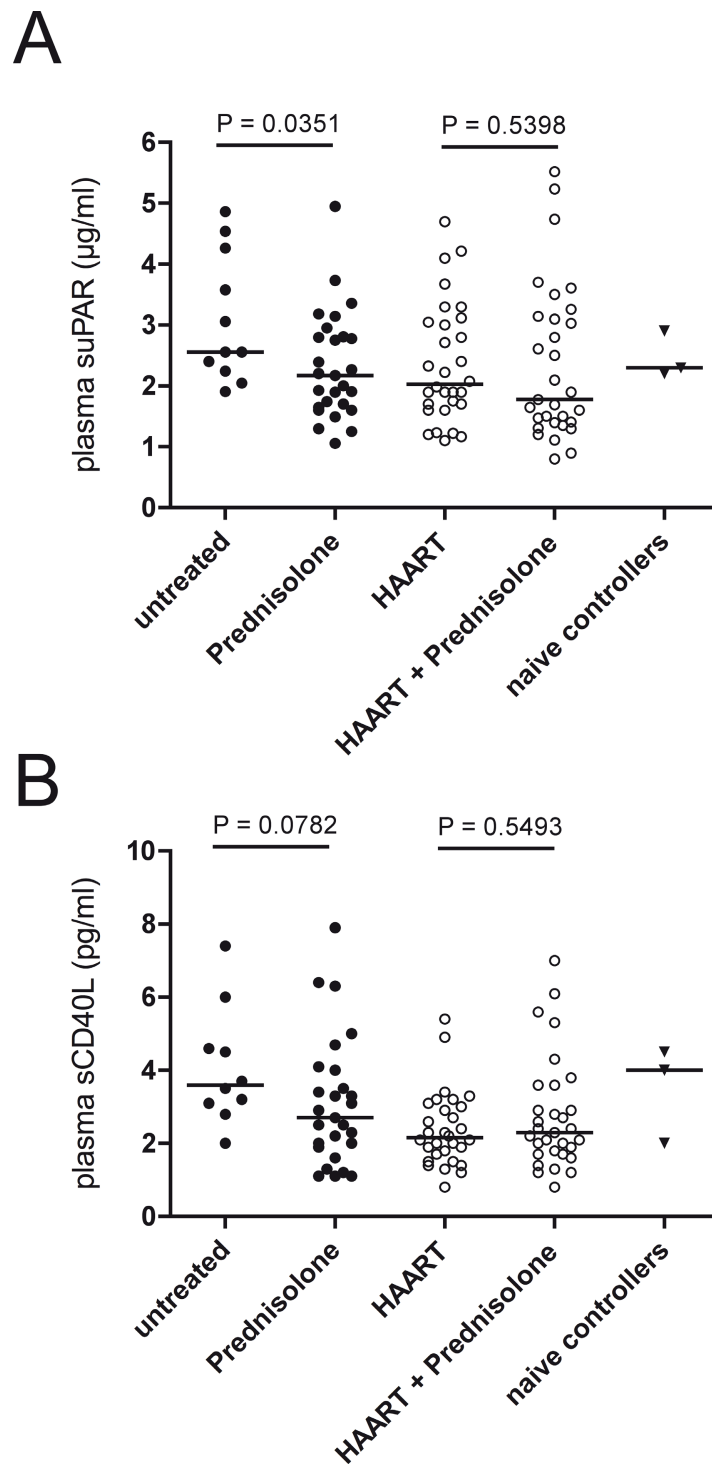 A
P = 0.0351
P = 0.5398
plasma suPAR (µg/ml)
6
5
4
3
2
1
0
untreated
Prednisolone
HAART
HAART + Prednisolone
naive controllers
B
P = 0.0782
P = 0.5493
plasma sCD40L (pg/ml)
10
8
6
4
2
0
untreated
Prednisolone
HAART
HAART + Prednisolone
naive controllers